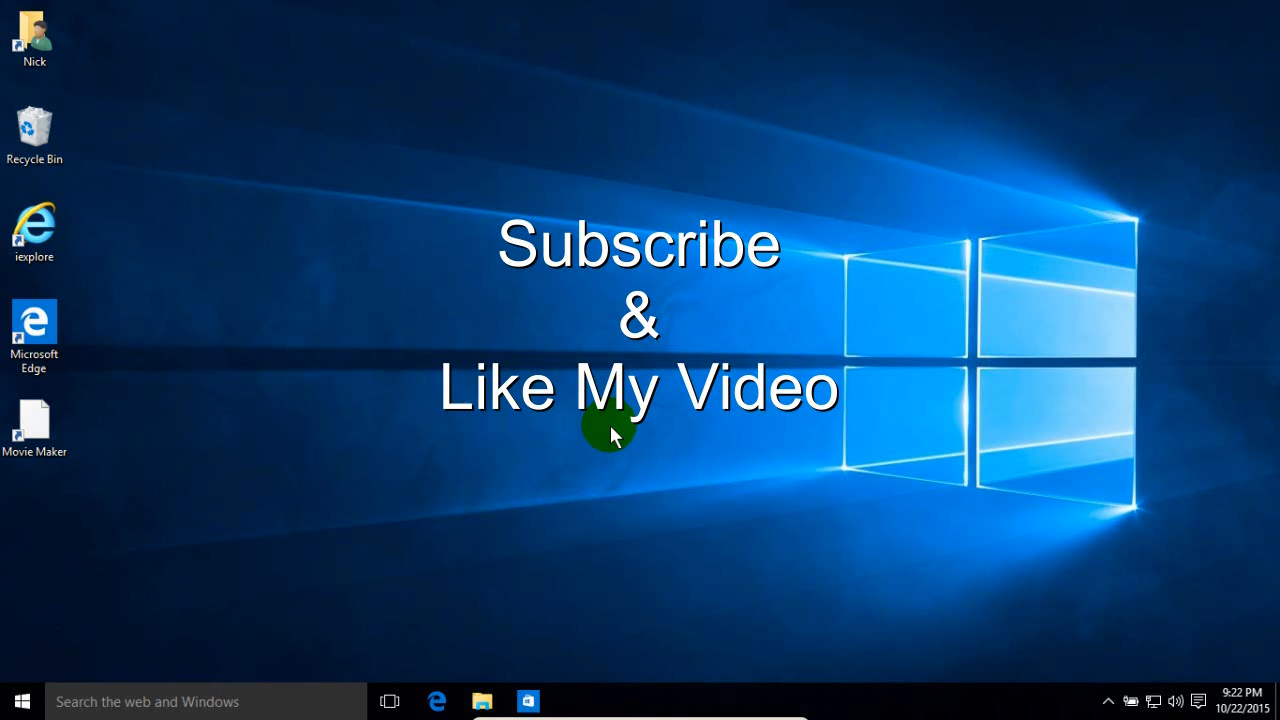 Nick
Recycle Bin
iexplore
Microsoft
Edge
Movie Maker
Subscribe
&
Like My Video
Search the web and Windows
9:22 PM
10/22/2015